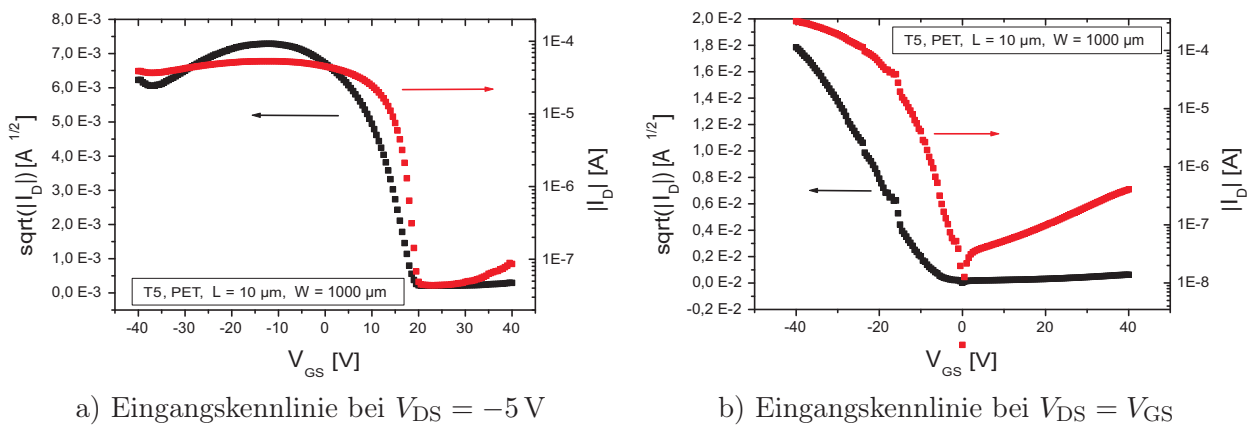 8,0 E-3
7,0 E-3
6,0 E-3
5,0 E-3
4,0 E-3
3,0 E-3
2,0 E-3
1,0 E-3
0,0 E-3
sqrt(|I_D|) [A^1/2]
1E-4
1E-5
1E-6
1E-7
|I_D| [A]
T5, PET, L = 10 µm, W = 1000 µm
-40 -30 -20 -10 0 10 20 30 40
V_GS [V]
a) Eingangskennlinie bei V_DS = −5 V
2,0 E-2
1,8 E-2
1,6 E-2
1,4 E-2
1,2 E-2
1,0 E-2
0,8 E-2
0,6 E-2
0,4 E-2
0,2 E-2
0,0 E-2
-0,2 E-2
sqrt(|I_D|) [A^1/2]
1E-4
1E-5
1E-6
1E-7
1E-8
|I_D| [A]
T5, PET, L = 10 µm, W = 1000 µm
-40 -20 0 20 40
V_GS [V]
b) Eingangskennlinie bei V_DS = V_GS